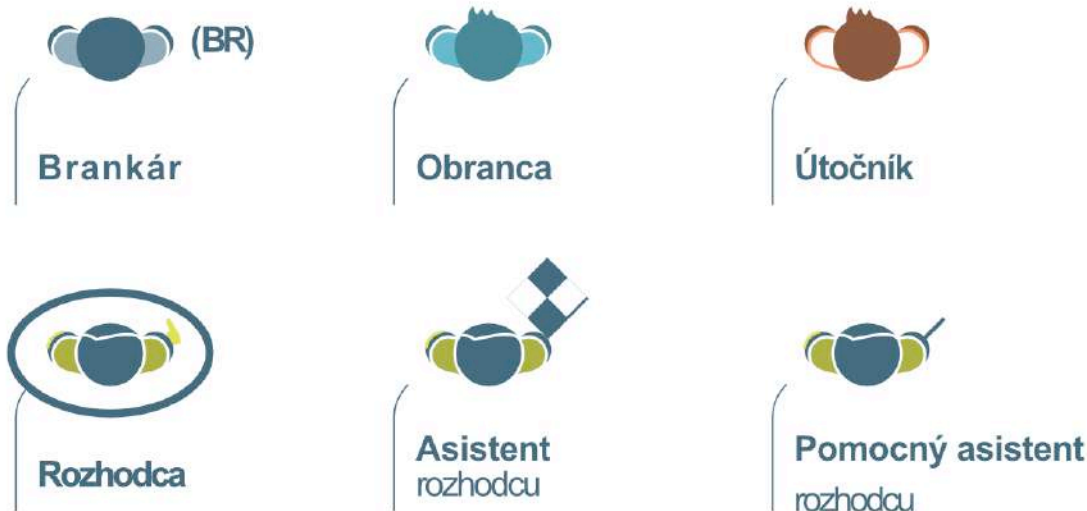 (BR)
Brankár
Obranca
Útočník
Rozhodca
Asistent
rozhodcu
Pomocný asistent
rozhodcu